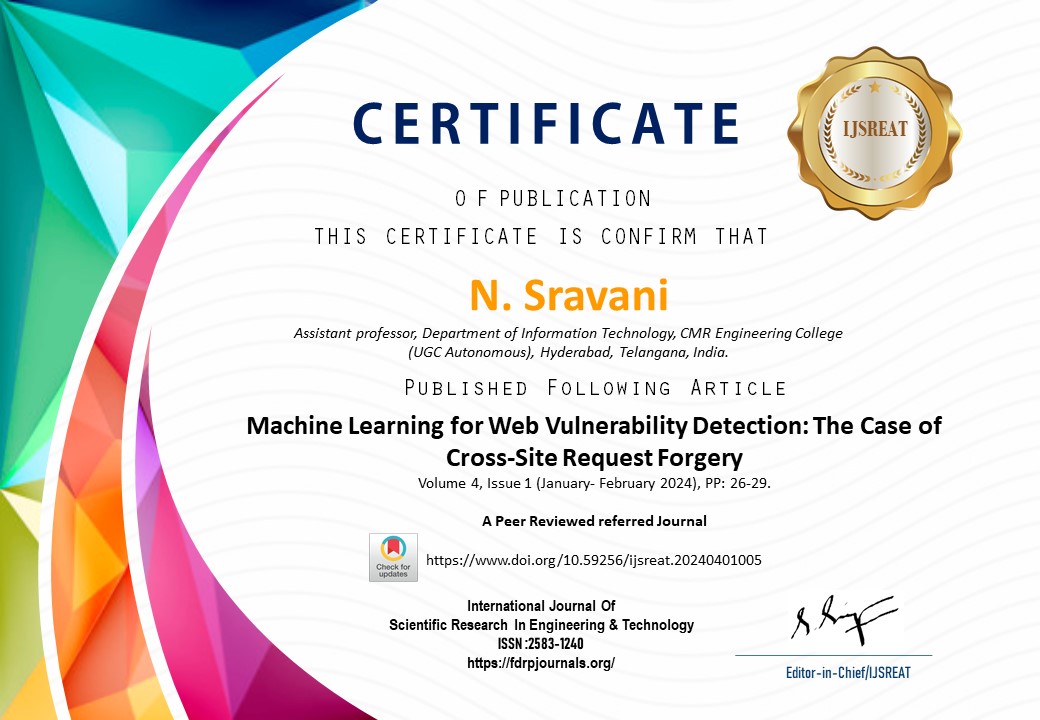 CERTIFICATE
IJSREAT
O F PUBLICATION
THIS CERTIFICATE IS CONFIRM THAT
N. Sravani
Assistant professor, Department of Information Technology, CMR Engineering College
(UGC Autonomous), Hyderabad, Telangana, India.
PUBLISHED FOLLOWING ARTICLE
Machine Learning for Web Vulnerability Detection: The Case of
Cross-Site Request Forgery
Volume 4, Issue 1 (January- February 2024), PP: 26-29.
A Peer Reviewed referred Journal
Check for
updates
https://www.doi.org/10.59256/ijsreat.20240401005
International Journal Of
Scientific Research In Engineering & Technology
ISSN :2583-1240
https://fdrpjournals.org/
Editor-in-Chief/IJSREAT